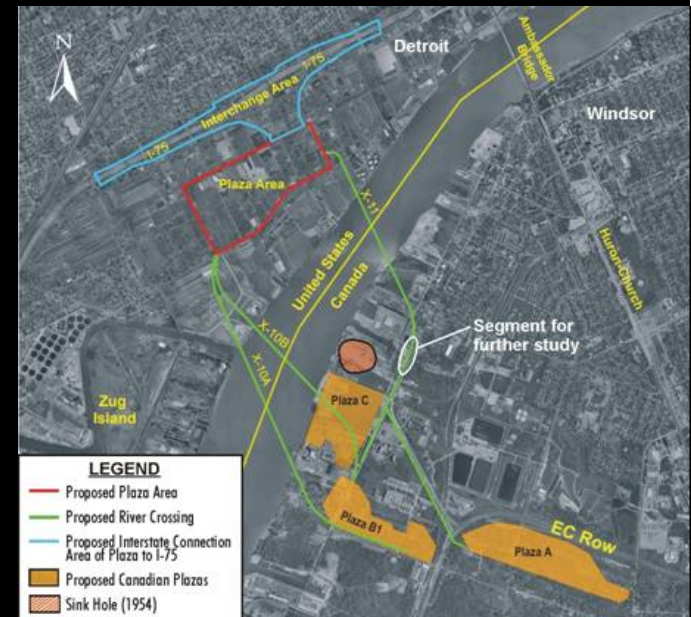 N
Detroit
Ambassador
Bridge
I-75
Interchange Area
I-75
Windsor
Plaza Area
X-11
United States
Canada
Huron-Church
X-10B
X-10A
Segment for
further study
Zug
Island
Plaza C
Plaza B1
EC Row
Plaza A
LEGEND
Proposed Plaza Area
Proposed River Crossing
Proposed Interstate Connection
Area of Plaza to I-75
Proposed Canadian Plazas
Sink Hole (1954)